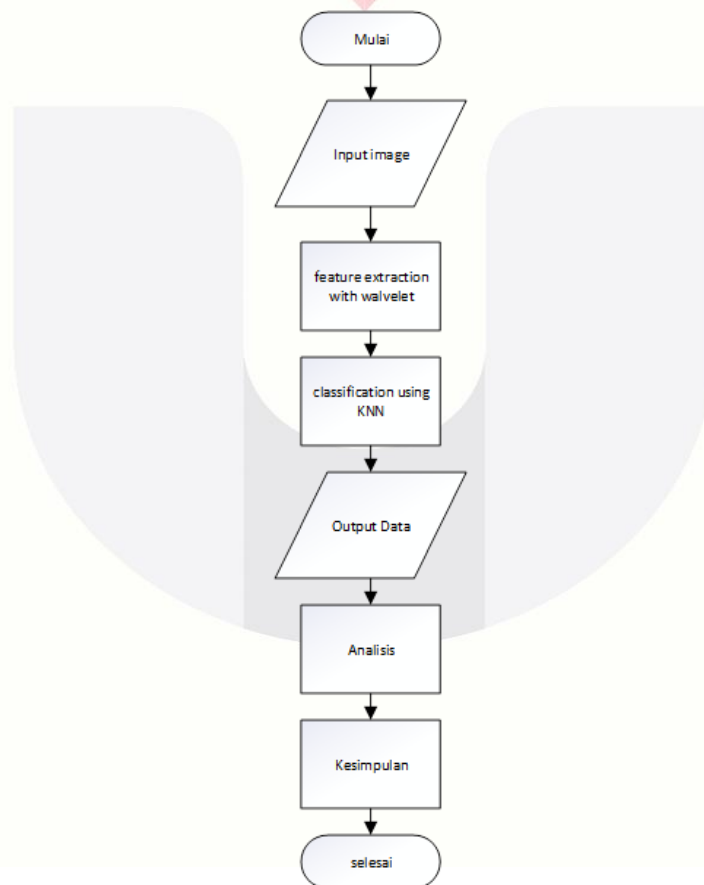 Mulai
Input image
feature extraction
with walvelet
classification using
KNN
Output Data
Analisis
Kesimpulan
selesai